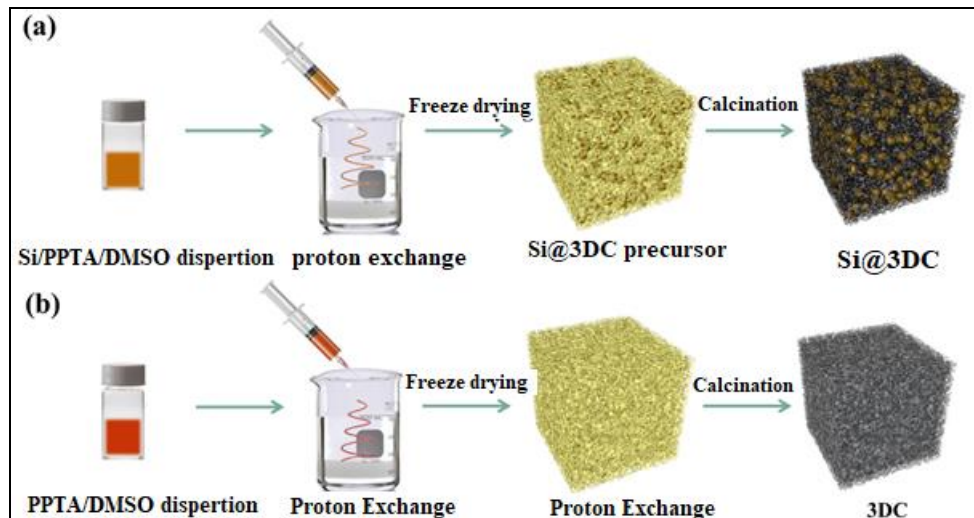 (a)
Freeze drying
Calcination
Si/PPTA/DMSO dispertion
proton exchange
Si@3DC precursor
Si@3DC
(b)
Freeze drying
Calcination
PPTA/DMSO dispertion
Proton Exchange
Proton Exchange
3DC